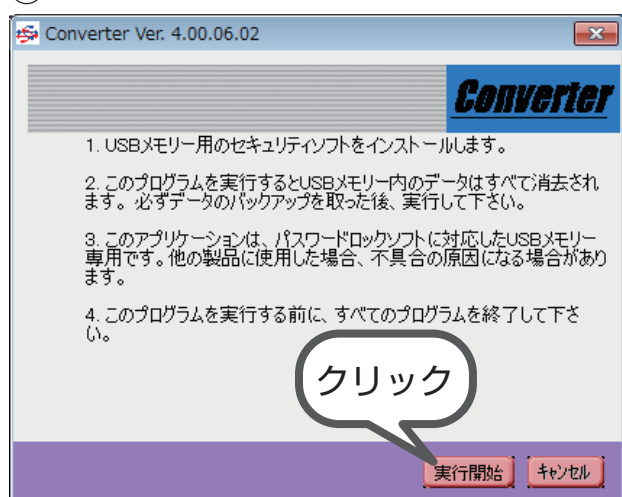 Converter Ver. 4.00.06.02
Converter
1. USBメモリー用のセキュリティソフトをインストールします。
2. このプログラムを実行するとUSBメモリー内のデータはすべて消去され
ます。必ずデータのバックアップを取った後、実行して下さい。
3. このアプリケーションは、パスワードロックソフトに対応したUSBメモリー
専用です。他の製品に使用した場合、不具合の原因になる場合があり
ます。
4. このプログラムを実行する前に、すべてのプログラムを終了して下さ
い。
クリック
実行開始
キャンセル